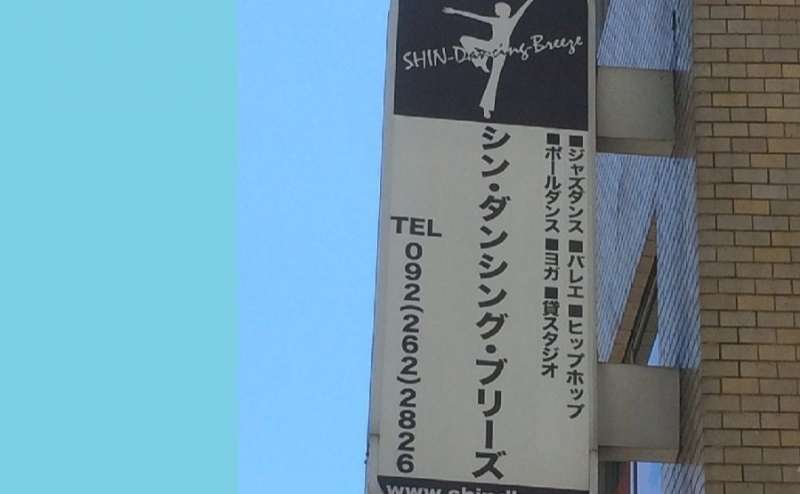 SHIN-Dancing-Breeze
■ジャズダンス ■バレエ ■ヒップホップ
■ポールダンス ■ヨガ ■貸スタジオ
シン・ダンシング・ブリーズ
TEL 092(262)2826